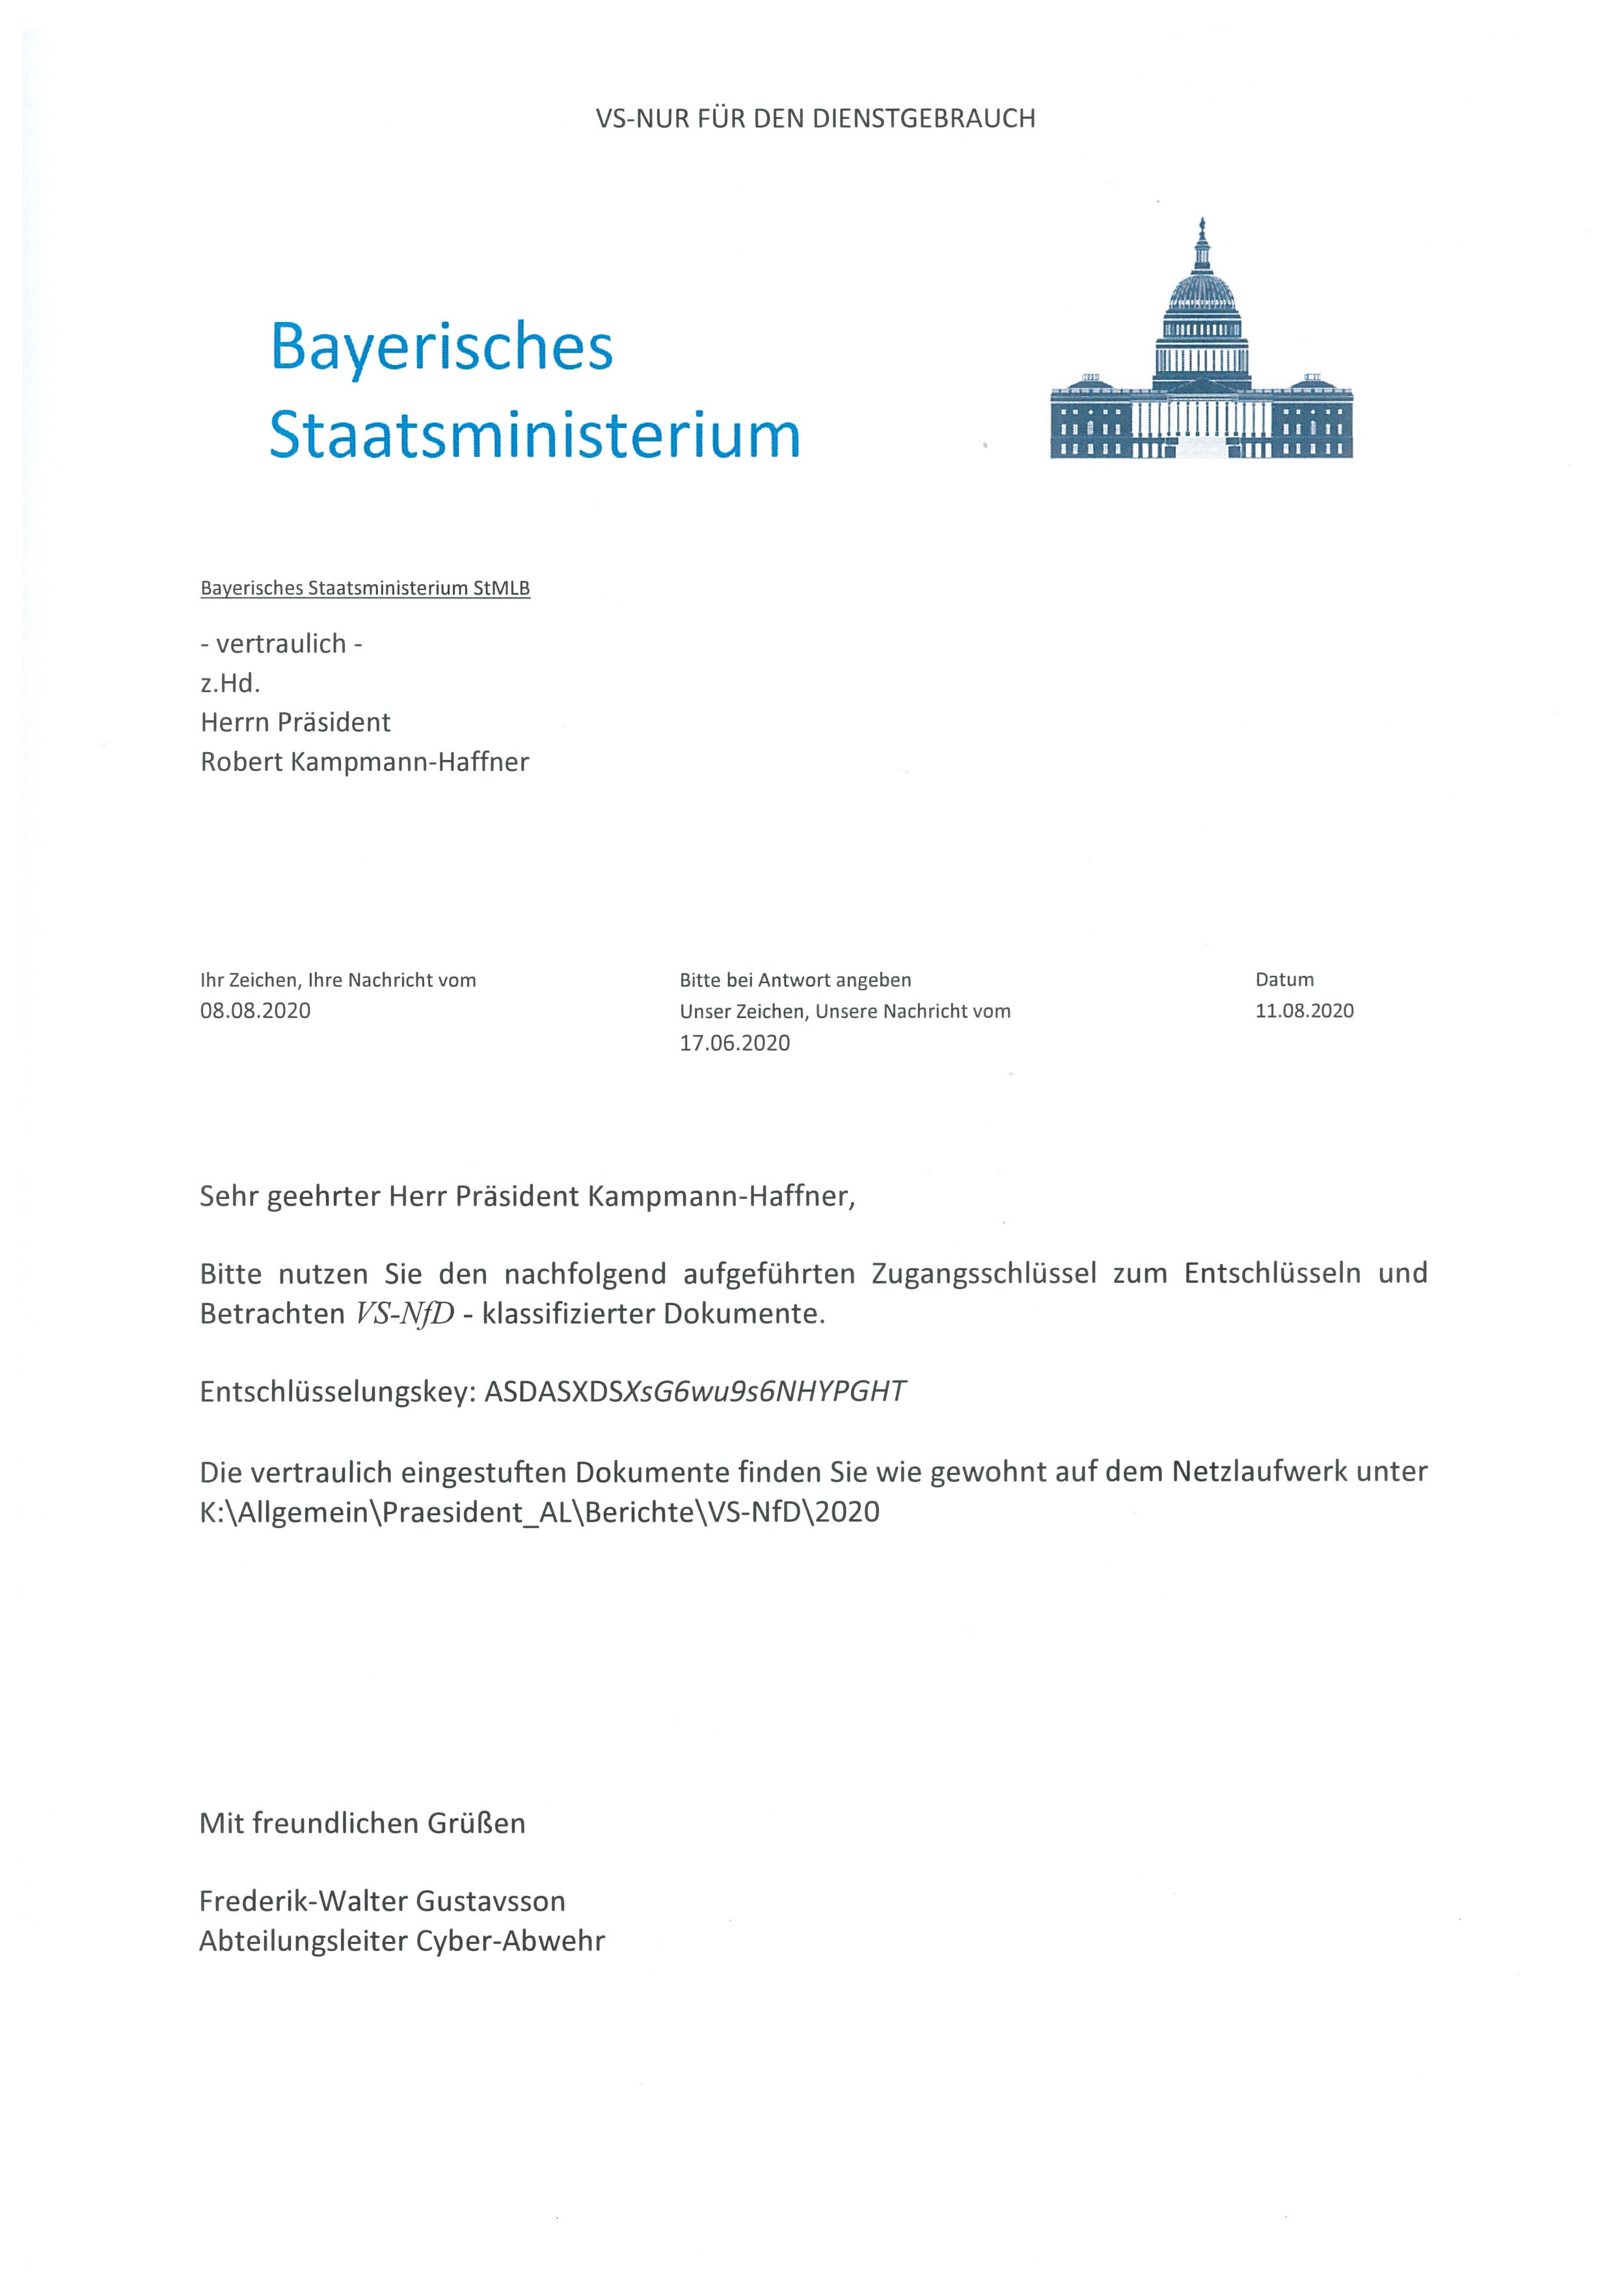 VS-NUR FÜR DEN DIENSTGEBRAUCH
Bayerisches
Staatsministerium
Bayerisches Staatsministerium StMLB
- vertraulich -
z.Hd.
Herrn Präsident
Robert Kampmann-Haffner
Ihr Zeichen, Ihre Nachricht vom
08.08.2020
Bitte bei Antwort angeben
Unser Zeichen, Unsere Nachricht vom
17.06.2020
Datum
11.08.2020
Sehr geehrter Herr Präsident Kampmann-Haffner,
Bitte nutzen Sie den nachfolgend aufgeführten Zugangsschlüssel zum Entschlüsseln und
Betrachten VS-NfD - klassifizierter Dokumente.
Entschlüsselungskey: ASDASXDSXsG6wu9s6NHYPGHT
Die vertraulich eingestuften Dokumente finden Sie wie gewohnt auf dem Netzlaufwerk unter
K:\Allgemein\Praesident_AL\Berichte\VS-NfD\2020
Mit freundlichen Grüßen
Frederik-Walter Gustavsson
Abteilungsleiter Cyber-Abwehr